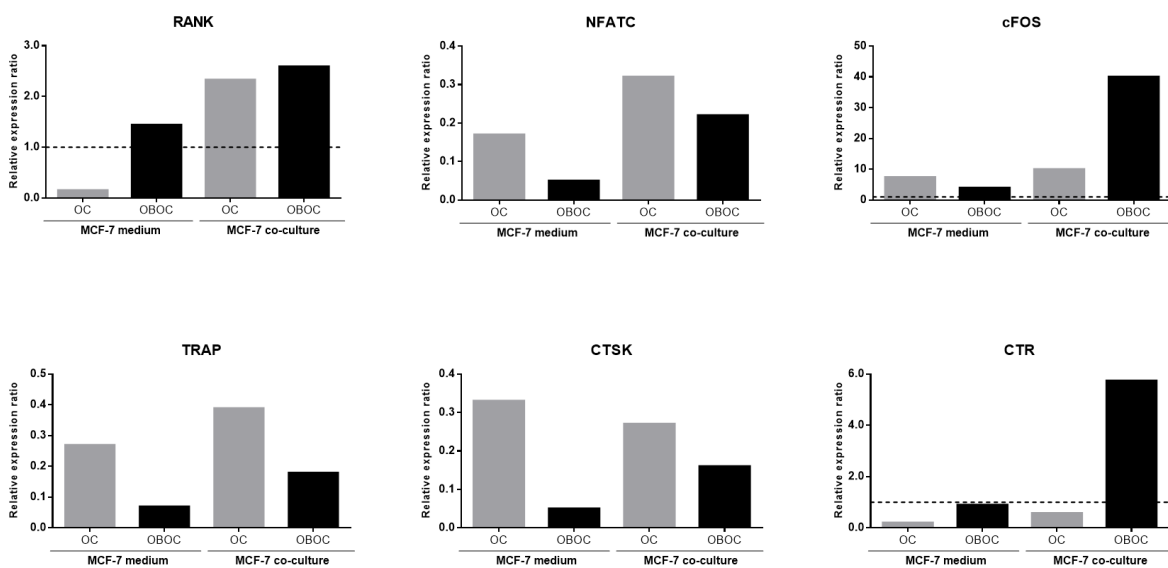 RANK
Relative expression ratio
3.0
2.0
1.0
0.0
OC OBOC OC OBOC
MCF-7 medium MCF-7 co-culture
NFATC
Relative expression ratio
0.4
0.3
0.2
0.1
0.0
OC OBOC OC OBOC
MCF-7 medium MCF-7 co-culture
cFOS
Relative expression ratio
50
40
30
20
10
0
OC OBOC OC OBOC
MCF-7 medium MCF-7 co-culture
TRAP
Relative expression ratio
0.5
0.4
0.3
0.2
0.1
0.0
OC OBOC OC OBOC
MCF-7 medium MCF-7 co-culture
CTSK
Relative expression ratio
0.4
0.3
0.2
0.1
0.0
OC OBOC OC OBOC
MCF-7 medium MCF-7 co-culture
CTR
Relative expression ratio
6.0
4.0
2.0
0.0
OC OBOC OC OBOC
MCF-7 medium MCF-7 co-culture